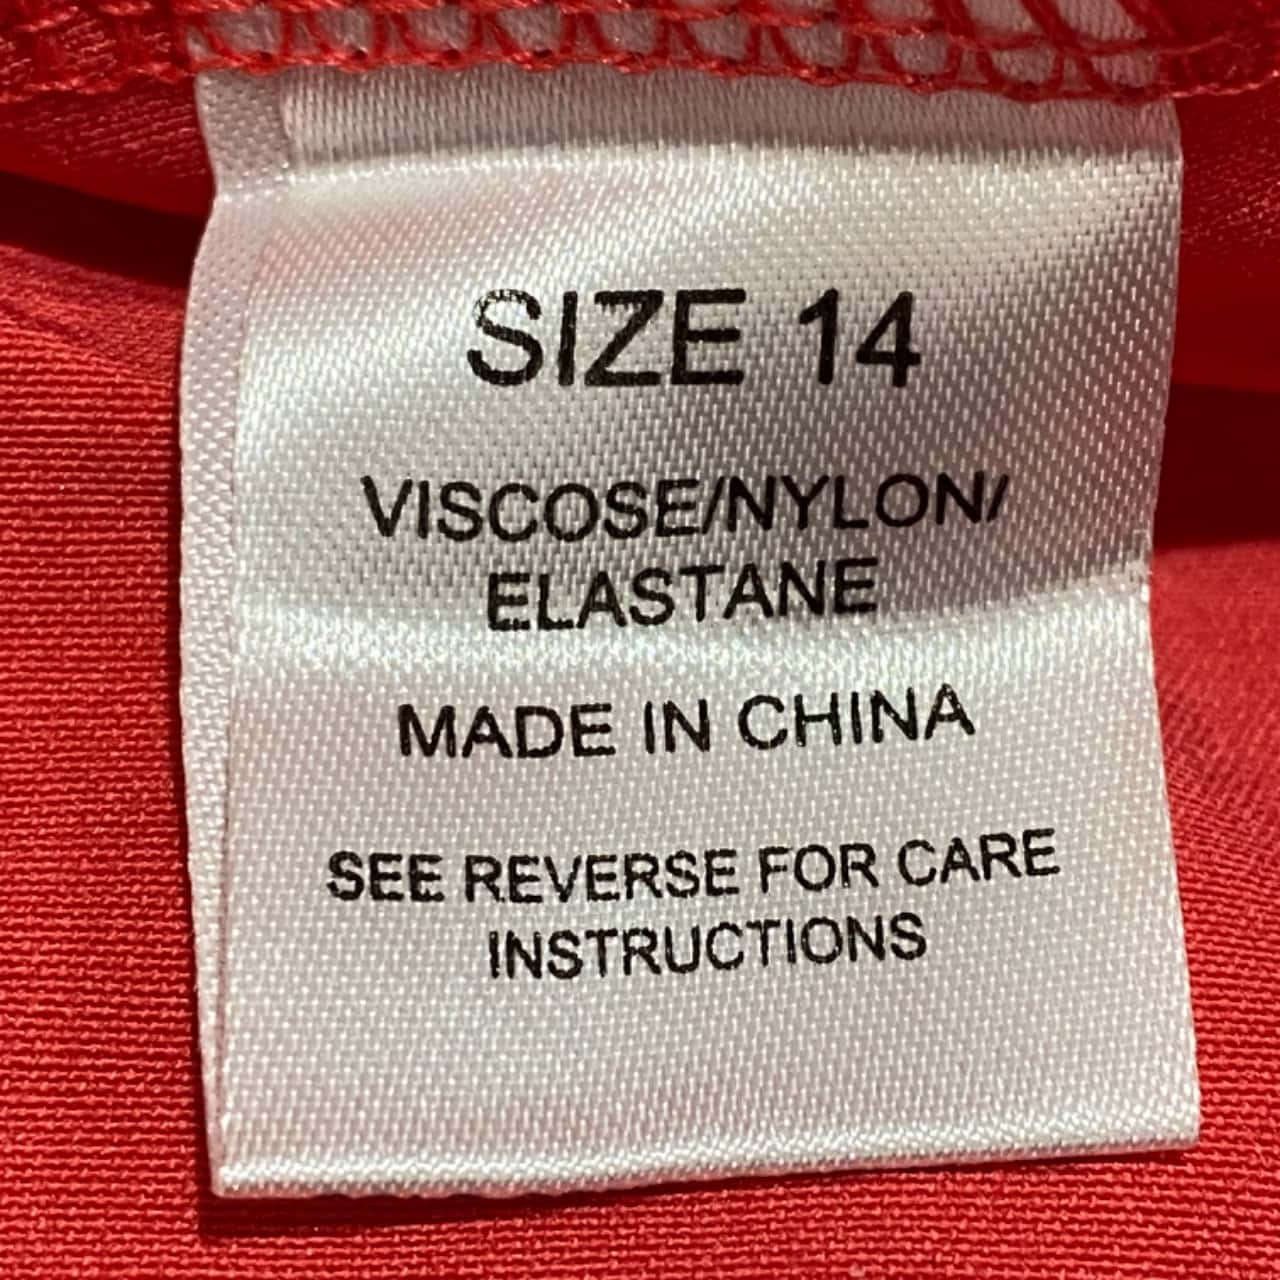 SIZE 14
VISCOSE/NYLON/
ELASTANE
MADE IN CHINA
SEE REVERSE FOR CARE
INSTRUCTIONS